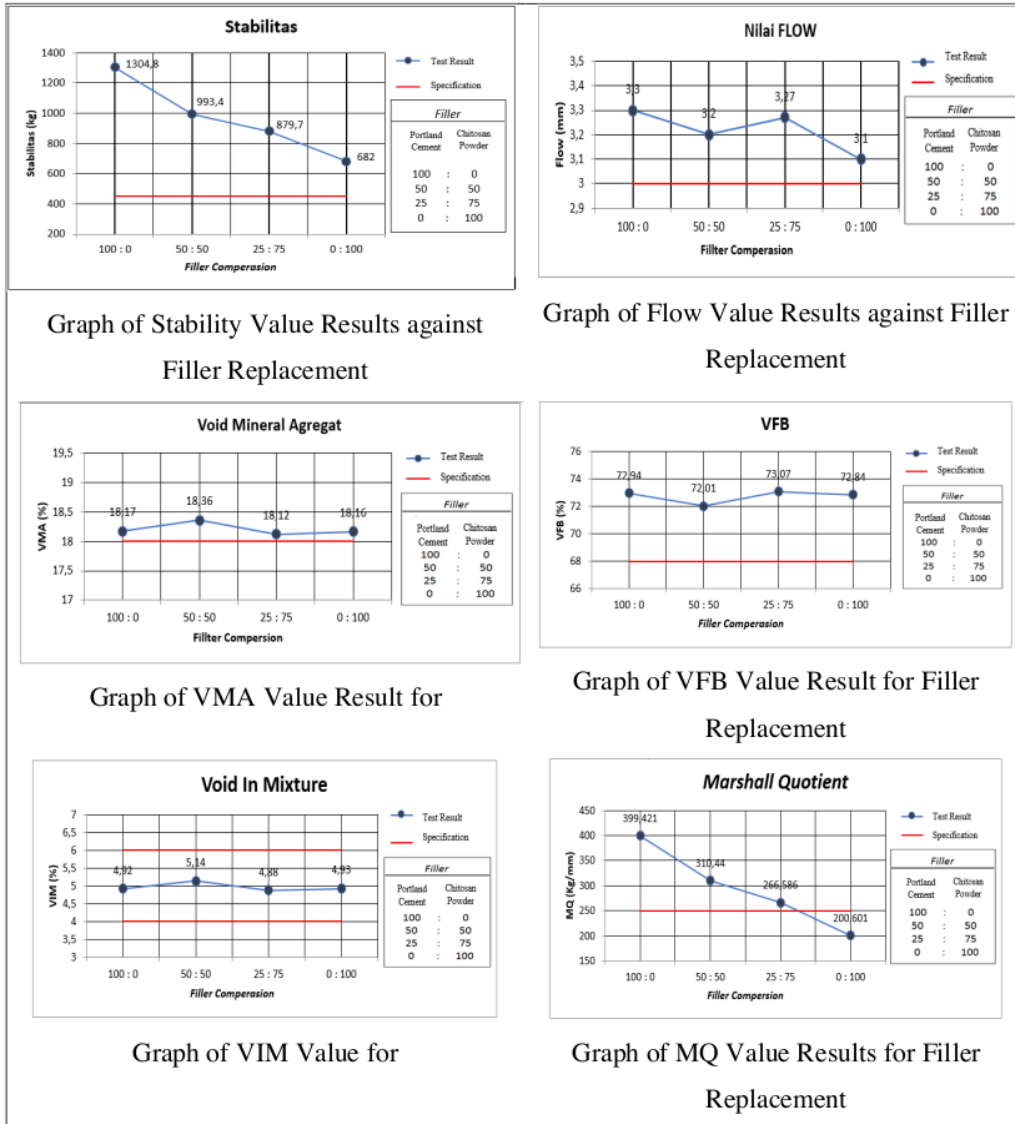 Stabilitas
1400
1200
1000
800
600
400
200
Stabilitas (kg)
1304,8
993,4
879,7
682
100 : 0
50 : 50
25 : 75
0 : 100
Filler Comperasion
Test Result
Specification
Filler
Portland Chitosan
Cement Powder
100 : 0
50 : 50
25 : 75
0 : 100
Graph of Stability Value Results against
Filler Replacement
Nilai FLOW
3,5
3,4
3,3
3,2
3,1
3
2,9
Flow (mm)
3,3
3,2
3,27
3,1
100 : 0
50 : 50
25 : 75
0 : 100
Fillter Comperasion
Test Result
Specification
Filler
Portland Chitosan
Cement Powder
100 : 0
50 : 50
25 : 75
0 : 100
Graph of Flow Value Results against Filler
Replacement
Void Mineral Agregat
19,5
19
18,5
18
17,5
17
VMA (%)
18,17
18,36
18,12
18,16
100 : 0
50 : 50
25 : 75
0 : 100
Fillter Compersion
Test Result
Specification
Filler
Portland Chitosan
Cement Powder
100 : 0
50 : 50
25 : 75
0 : 100
Graph of VMA Value Result for
VFB
76
74
72
70
68
66
VFB (%)
72,94
72,01
73,07
72,84
100 : 0
50 : 50
25 : 75
0 : 100
Filler Comperasion
Test Result
Specification
Filler
Portland Chitosan
Cement Powder
100 : 0
50 : 50
25 : 75
0 : 100
Graph of VFB Value Result for Filler
Replacement
Void In Mixture
7
6,5
6
5,5
5
4,5
4
3,5
3
VIM (%)
4,92
5,14
4,88
4,93
100 : 0
50 : 50
25 : 75
0 : 100
Filler Comperasion
Test Result
Specification
Filler
Portland Chitosan
Cement Powder
100 : 0
50 : 50
25 : 75
0 : 100
Graph of VIM Value for
Marshall Quotient
450
400
350
300
250
200
150
MQ (Kg/mm)
399,421
310,44
266,586
200,601
100 : 0
50 : 50
25 : 75
0 : 100
Filler Comperasion
Test Result
Specification
Filler
Portland Chitosan
Cement Powder
100 : 0
50 : 50
25 : 75
0 : 100
Graph of MQ Value Results for Filler
Replacement